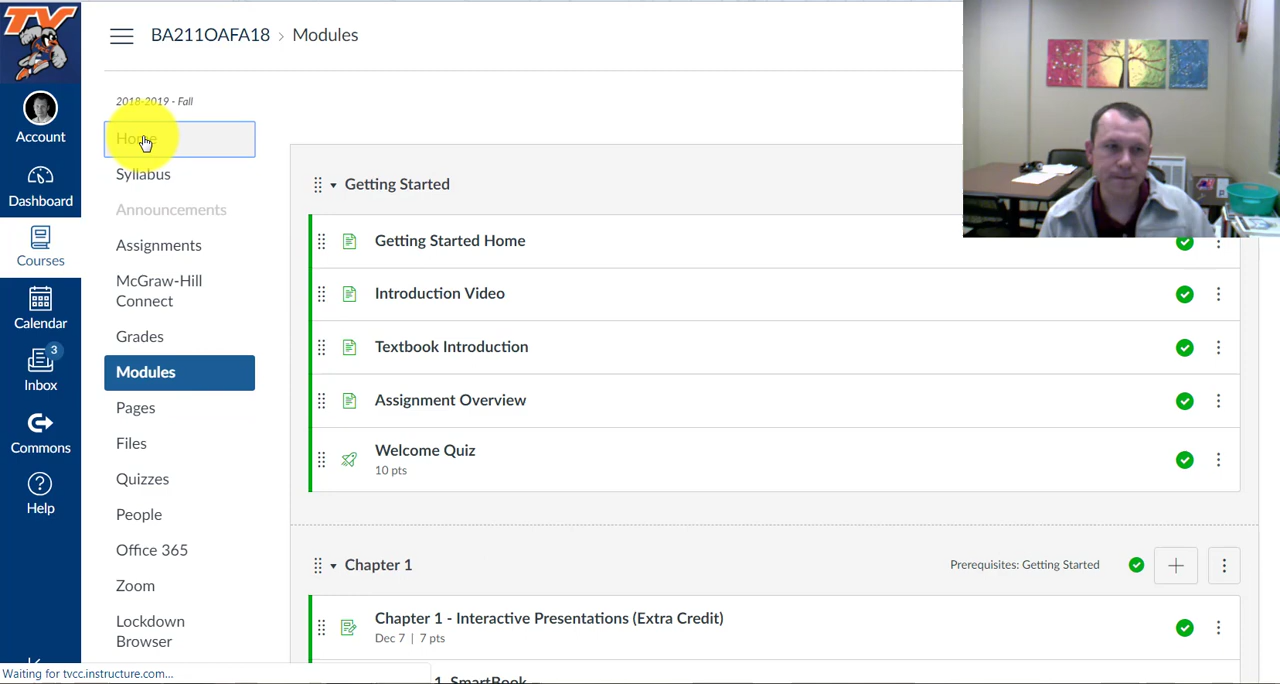 TV
BA211OAFA18 › Modules
2018-2019 - Fall
Account
Dashboard
Courses
Calendar
3
Inbox
Commons
Help
Home
Syllabus
Announcements
Assignments
McGraw-Hill
Connect
Grades
Modules
Pages
Files
Quizzes
People
Office 365
Zoom
Lockdown
Browser
Getting Started
Getting Started Home
Introduction Video
Textbook Introduction
Assignment Overview
Welcome Quiz
10 pts
Chapter 1
Prerequisites: Getting Started
Chapter 1 - Interactive Presentations (Extra Credit)
Dec 7 | 7 pts
1 SmartBook
Waiting for tvcc.instructure.com...